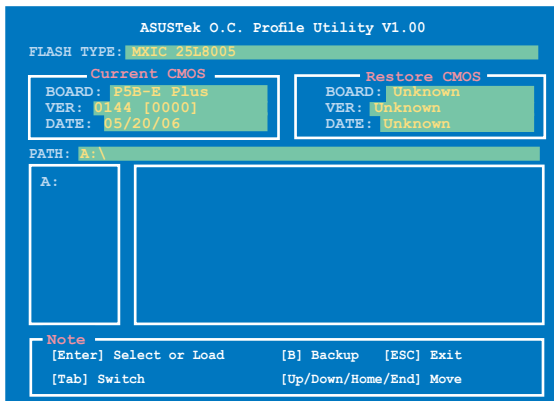 ASUSTek O.C. Profile Utility V1.00
FLASH TYPE: MXIC 25L8005
Current CMOS
BOARD: P5B-E Plus
VER: 0144 [0000]
DATE: 05/20/06
Restore CMOS
BOARD: Unknown
VER: Unknown
DATE: Unknown
PATH: A:\
A:
Note
[Enter] Select or Load [B] Backup [ESC] Exit
[Tab] Switch [Up/Down/Home/End] Move